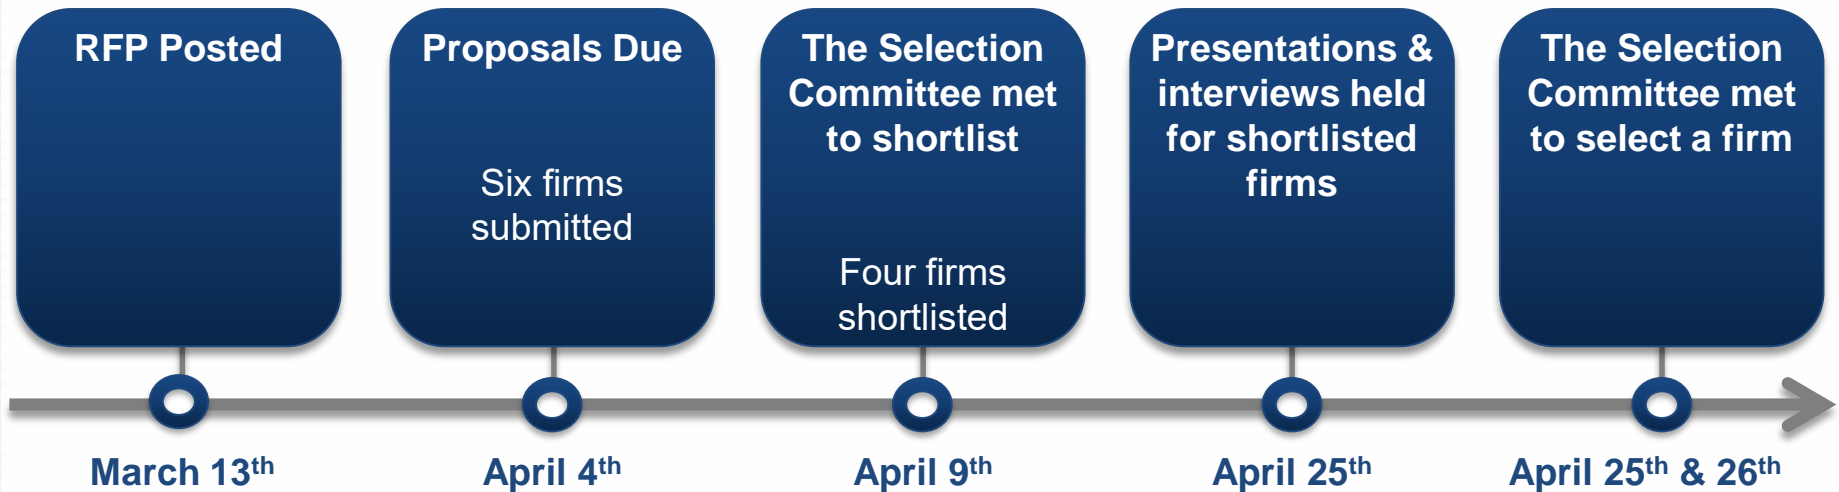 RFP Posted
Proposals Due
Six firms
submitted
The Selection
Committee met
to shortlist
Four firms
shortlisted
Presentations &
interviews held
for shortlisted
firms
The Selection
Committee met
to select a firm
March 13th
April 4th
April 9th
April 25th
April 25th & 26th